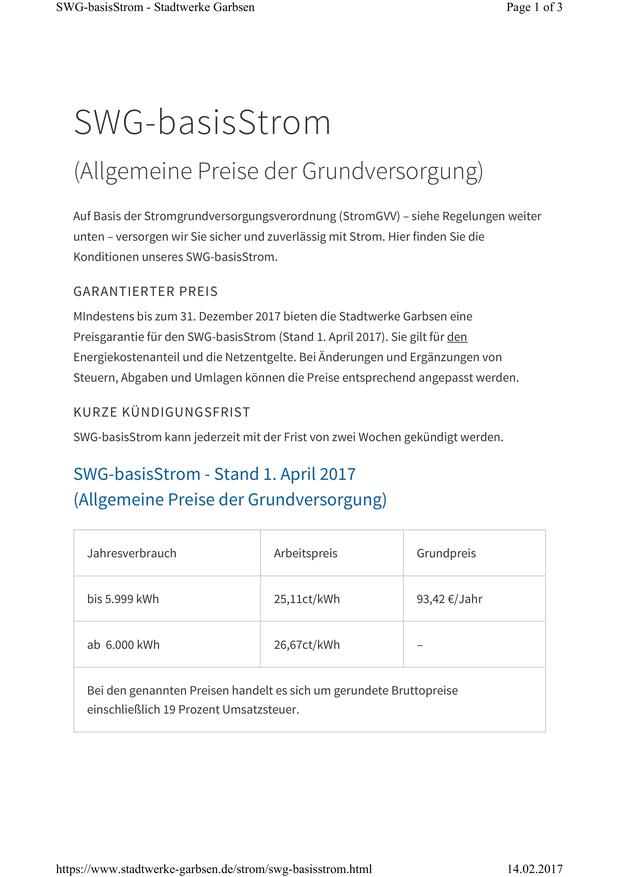 SWG-basisStrom - Stadtwerke Garbsen Page 1 of 3
SWG-basisStrom
(Allgemeine Preise der Grundversorgung)
Auf Basis der Stromgrundversorgungsverordnung (StromGVV) – siehe Regelungen weiter
unten – versorgen wir Sie sicher und zuverlässig mit Strom. Hier finden Sie die
Konditionen unseres SWG-basisStrom.
GARANTIERTER PREIS
MIndestens bis zum 31. Dezember 2017 bieten die Stadtwerke Garbsen eine
Preisgarantie für den SWG-basisStrom (Stand 1. April 2017). Sie gilt für den
Energiekostenanteil und die Netzentgelte. Bei Änderungen und Ergänzungen von
Steuern, Abgaben und Umlagen können die Preise entsprechend angepasst werden.
KURZE KÜNDIGUNGSFRIST
SWG-basisStrom kann jederzeit mit der Frist von zwei Wochen gekündigt werden.
SWG-basisStrom - Stand 1. April 2017
(Allgemeine Preise der Grundversorgung)
Jahresverbrauch Arbeitspreis Grundpreis
bis 5.999 kWh 25,11ct/kWh 93,42 €/Jahr
ab 6.000 kWh 26,67ct/kWh –
Bei den genannten Preisen handelt es sich um gerundete Bruttopreise
einschließlich 19 Prozent Umsatzsteuer.
https://www.stadtwerke-garbsen.de/strom/swg-basisstrom.html 14.02.2017